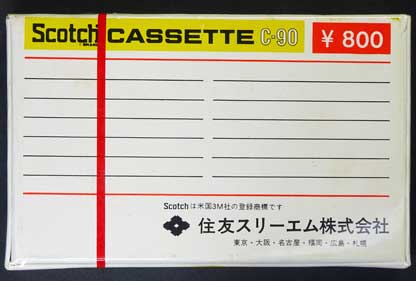 Scotch CASSETTE C-90 ¥800
BRAND
Scotchは米国3M社の登録商標です
住友スリーエム株式会社
東京・大阪・名古屋・福岡・広島・札幌